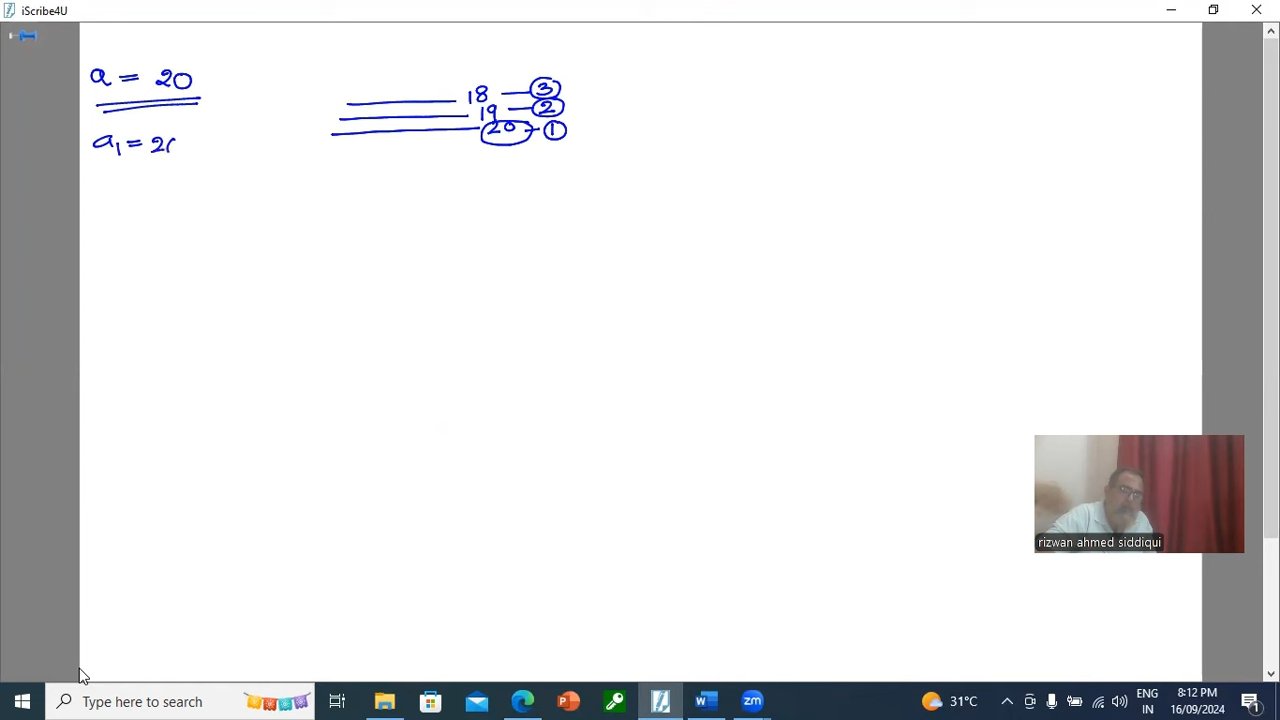 iScribe4U
a = 20
18 — ③
19 — ②
20 — ①
a₁ = 2
rizwan ahmed siddiqui
Type here to search
31°C
ENG
IN
8:12 PM
16/09/2024
1